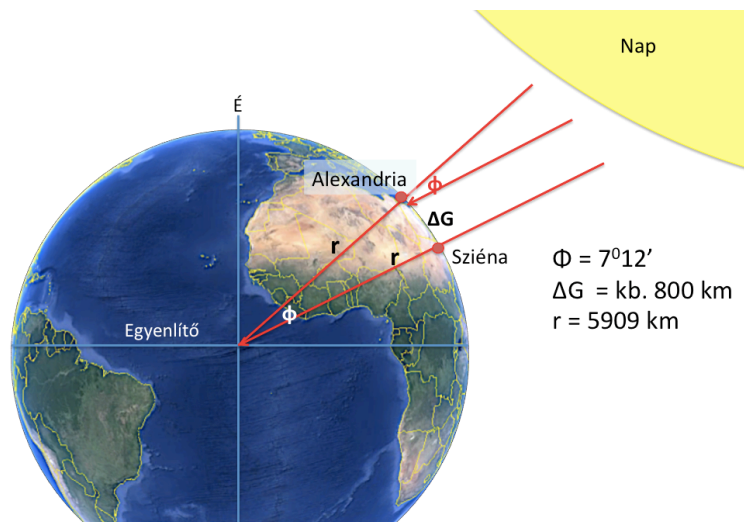 Nap
É
Alexandria
ϕ
ΔG
Sziéna
r
r
Φ = 7⁰12’
ΔG = kb. 800 km
r = 5909 km
Egyenlítő
ϕ